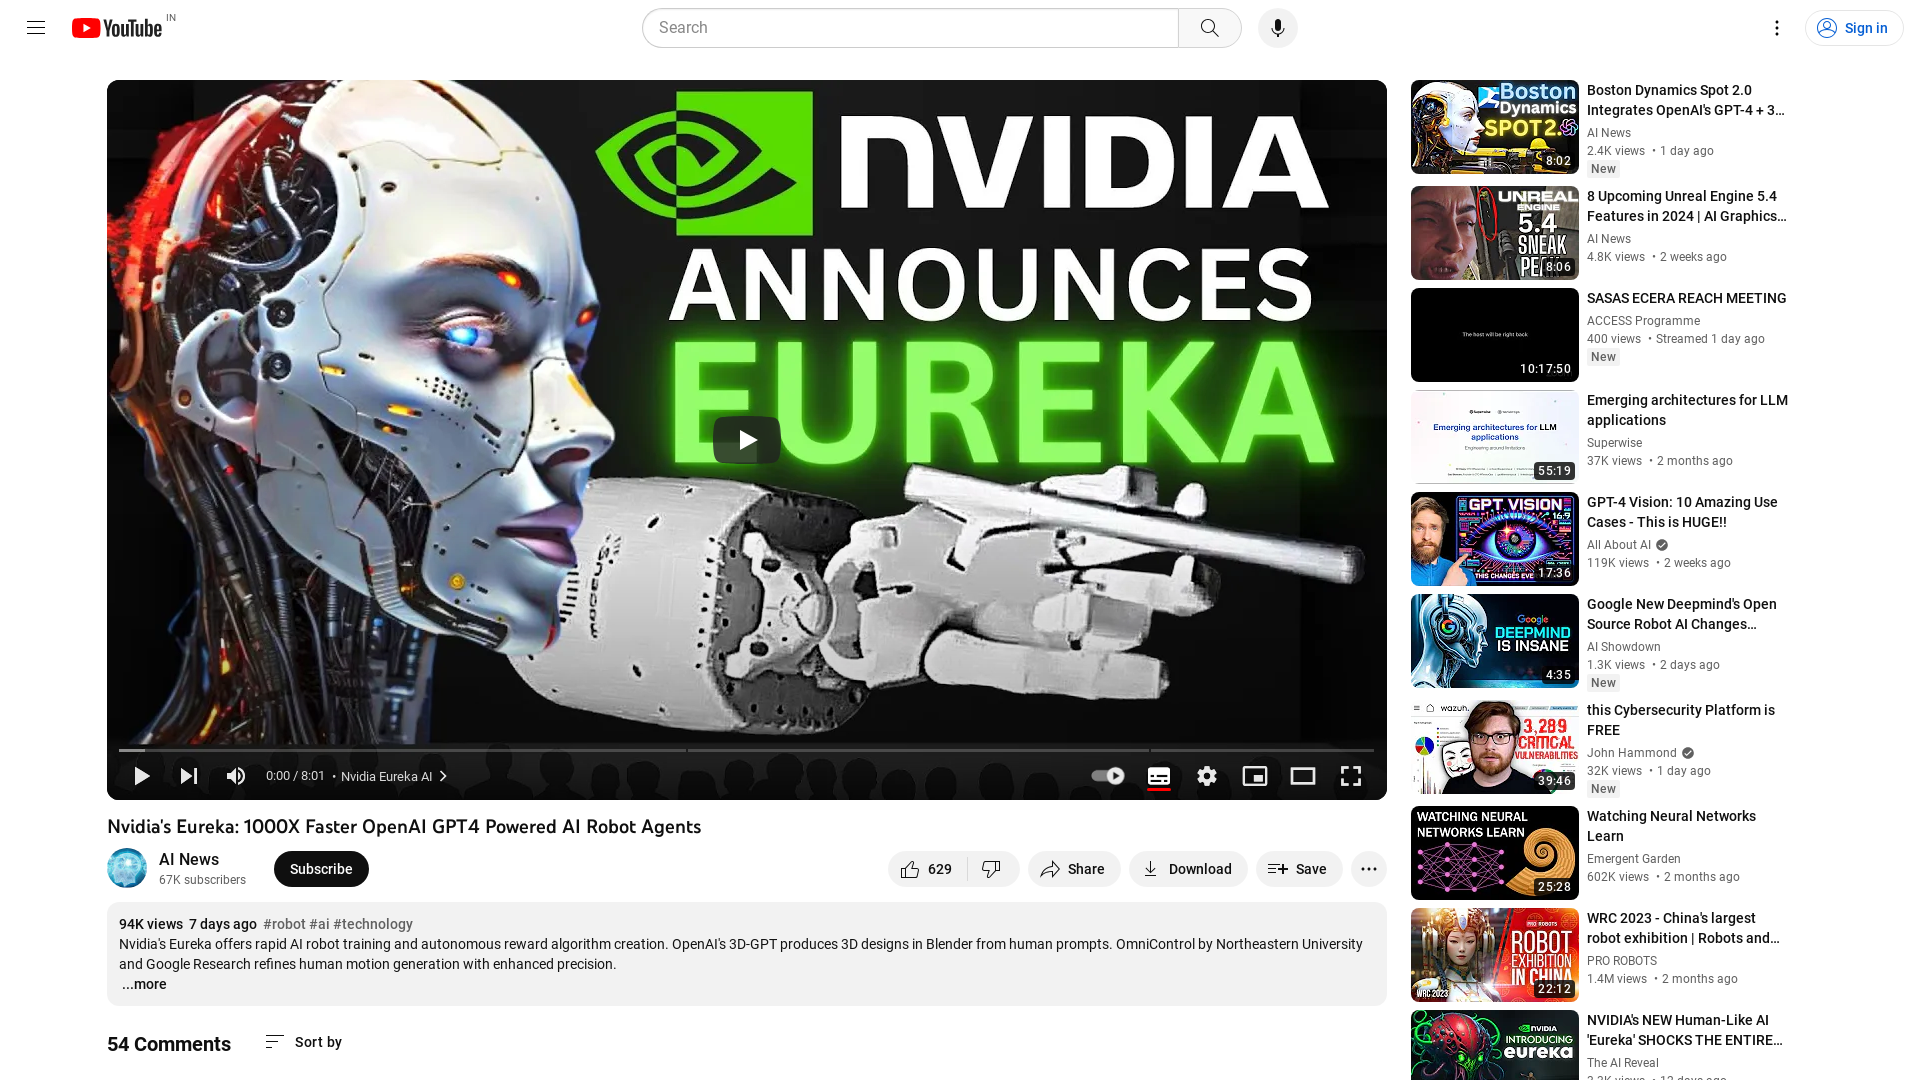 YouTube IN
Search
Sign in
NVIDIA
ANNOUNCES
EUREKA
0:00 / 8:01 • Nvidia Eureka AI
Nvidia's Eureka: 1000X Faster OpenAI GPT4 Powered AI Robot Agents
AI News
67K subscribers
Subscribe
629
Share
Download
Save
94K views 7 days ago #robot #ai #technology
Nvidia's Eureka offers rapid AI robot training and autonomous reward algorithm creation. OpenAI's 3D-GPT produces 3D designs in Blender from human prompts. OmniControl by Northeastern University
and Google Research refines human motion generation with enhanced precision.
...more
54 Comments
Sort by
Boston
Dynamics
SPOT2.
8:02
Boston Dynamics Spot 2.0
Integrates OpenAI's GPT-4 + 3...
AI News
2.4K views • 1 day ago
New
UNREAL
ENGINE
5.4
SNEAK
8:06
8 Upcoming Unreal Engine 5.4
Features in 2024 | AI Graphics...
AI News
4.8K views • 2 weeks ago
The host will be right back
10:17:50
SASAS ECERA REACH MEETING
ACCESS Programme
400 views • Streamed 1 day ago
New
Emerging architectures for LLM
applications
Engineering around limitations
55:19
Emerging architectures for LLM
applications
Superwise
37K views • 2 months ago
GPT VISION
16:9
THIS CHANGES
17:36
GPT-4 Vision: 10 Amazing Use
Cases - This is HUGE!!
All About AI
119K views • 2 weeks ago
Google
DEEPMIND
IS INSANE
4:35
Google New Deepmind's Open
Source Robot AI Changes...
AI Showdown
1.3K views • 2 days ago
New
wazuh.
3,289
CRITICAL
VULNERABILITIES
39:46
this Cybersecurity Platform is
FREE
John Hammond
32K views • 1 day ago
New
WATCHING NEURAL
NETWORKS LEARN
25:28
Watching Neural Networks
Learn
Emergent Garden
602K views • 2 months ago
PRO ROBOTS
ROBOT
EXHIBITION
IN CHINA
WRC 2023
22:12
WRC 2023 - China's largest
robot exhibition | Robots and...
PRO ROBOTS
1.4M views • 2 months ago
NVIDIA
INTRODUCING
eureka
NVIDIA's NEW Human-Like AI
'Eureka' SHOCKS THE ENTIRE...
The AI Reveal